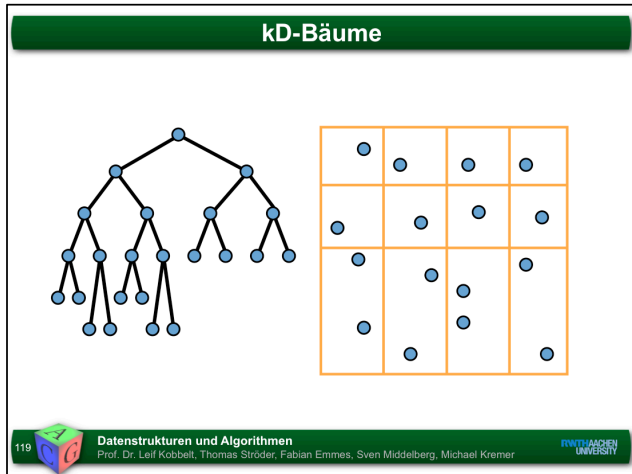 kD-Bäume
119
A
C
G
Datenstrukturen und Algorithmen
Prof. Dr. Leif Kobbelt, Thomas Ströder, Fabian Emmes, Sven Middelberg, Michael Kremer
RWTHAACHEN
UNIVERSITY